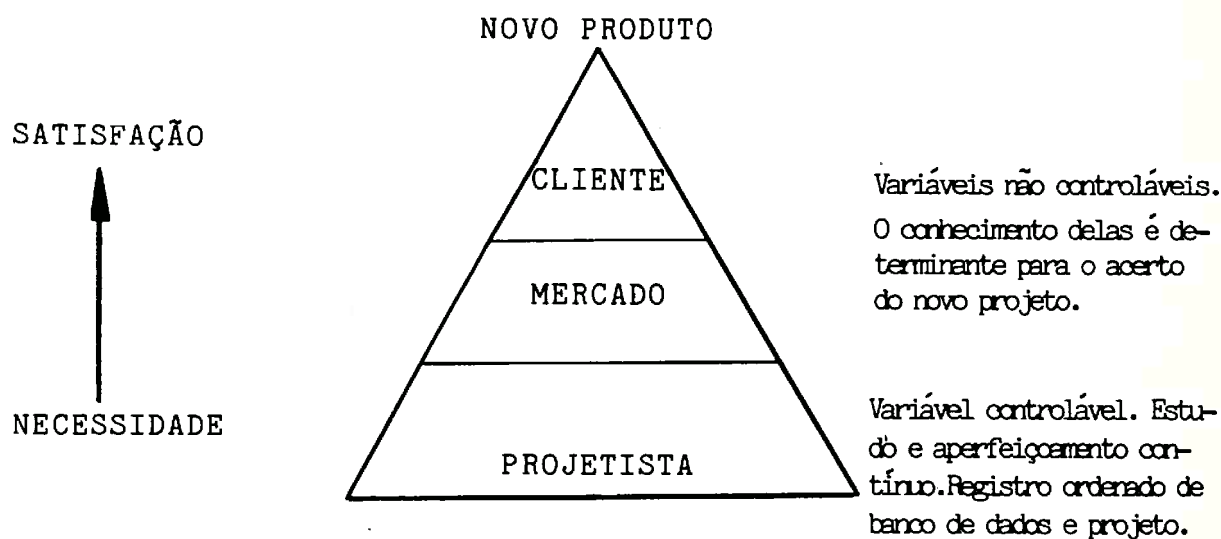 NOVO PRODUTO
SATISFAÇÃO
CLIENTE
Variáveis não controláveis.
O conhecimento delas é de-
terminante para o acerto
do novo projeto.
MERCADO
NECESSIDADE
Variável controlável. Estu-
do e aperfeiçoamento con-
tínuo.Registro ordenado de
banco de dados e projeto.
PROJETISTA